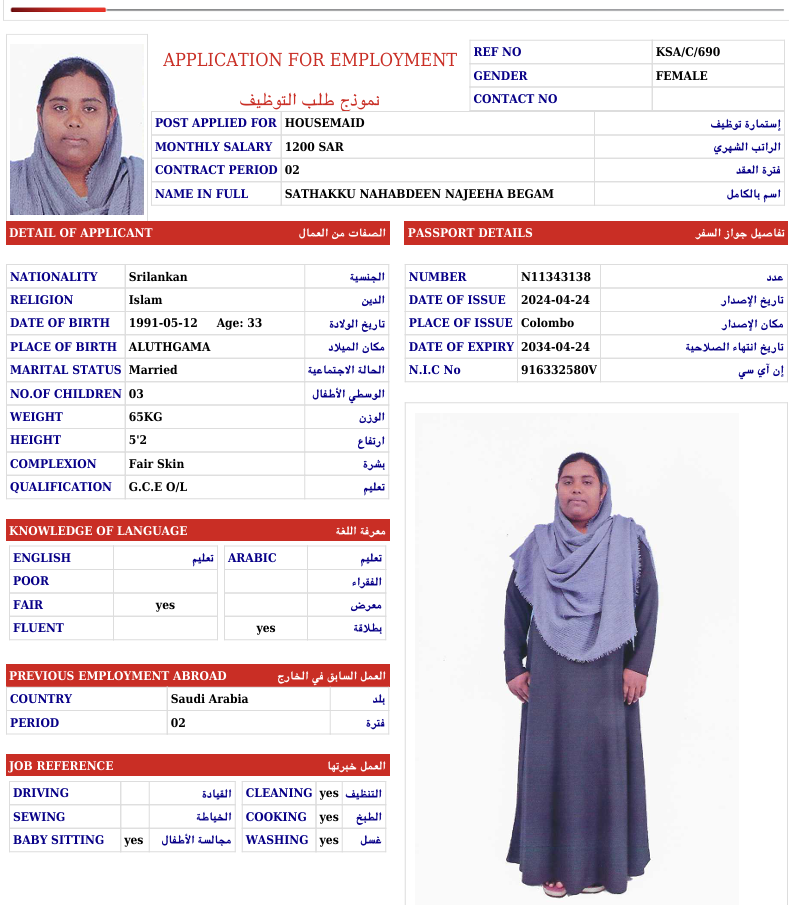 APPLICATION FOR EMPLOYMENT
نموذج طلب التوظيف
REF NO KSA/C/690
GENDER FEMALE
CONTACT NO
POST APPLIED FOR HOUSEMAID إستمارة توظيف
MONTHLY SALARY 1200 SAR الراتب الشهري
CONTRACT PERIOD 02 فترة العقد
NAME IN FULL SATHAKKU NAHABDEEN NAJEEHA BEGAM اسم بالكامل
DETAIL OF APPLICANT الصفات من العمال
NATIONALITY Srilankan الجنسية
RELIGION Islam الدين
DATE OF BIRTH 1991-05-12 Age: 33 تاريخ الولادة
PLACE OF BIRTH ALUTHGAMA مكان الميلاد
MARITAL STATUS Married الحالة الاجتماعية
NO.OF CHILDREN 03 الوسطي الأطفال
WEIGHT 65KG الوزن
HEIGHT 5'2 ارتفاع
COMPLEXION Fair Skin بشرة
QUALIFICATION G.C.E O/L تعليم
KNOWLEDGE OF LANGUAGE معرفة اللغة
ENGLISH تعليم ARABIC تعليم
POOR الفقراء
FAIR yes معرض
FLUENT yes بطلاقة
PREVIOUS EMPLOYMENT ABROAD العمل السابق في الخارج
COUNTRY Saudi Arabia بلد
PERIOD 02 فترة
JOB REFERENCE العمل خبرتها
DRIVING القيادة CLEANING yes التنظيف
SEWING الخياطة COOKING yes الطبخ
BABY SITTING yes مجالسة الأطفال WASHING yes غسل
PASSPORT DETAILS تفاصيل جواز السفر
NUMBER N11343138 عدد
DATE OF ISSUE 2024-04-24 تاريخ الإصدار
PLACE OF ISSUE Colombo مكان الإصدار
DATE OF EXPIRY 2034-04-24 تاريخ انتهاء الصلاحية
N.I.C No 916332580V إن آي سي